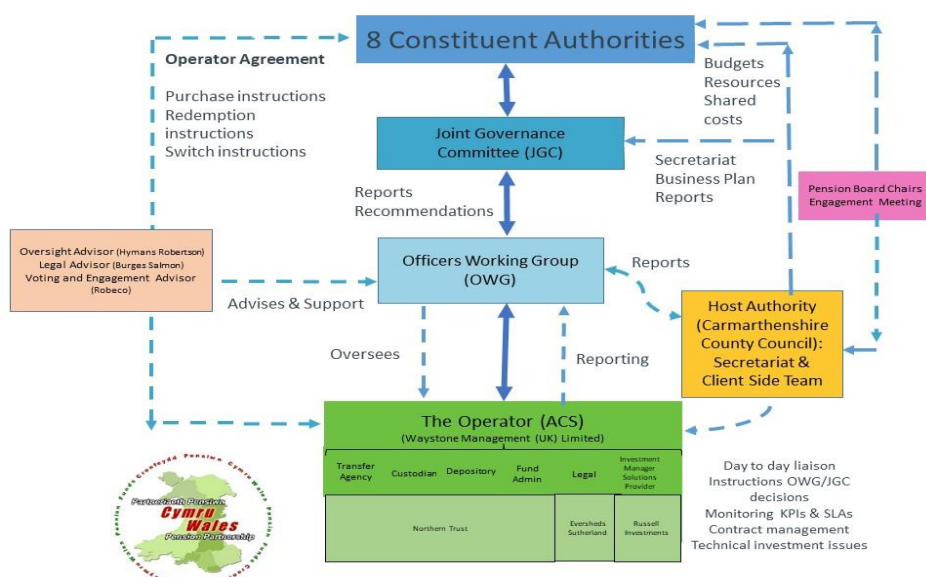 8 Constituent Authorities
Operator Agreement
Purchase instructions
Redemption
instructions
Switch instructions
Budgets
Resources
Shared
costs
Joint Governance
Committee (JGC)
Secretariat
Business Plan
Reports
Pension Board Chairs
Engagement Meeting
Reports
Recommendations
Oversight Advisor (Hymans Robertson)
Legal Advisor (Burges Salmon)
Voting and Engagement Advisor
(Robeco)
Advises & Support
Officers Working Group
(OWG)
Reports
Host Authority
(Carmarthenshire
County Council):
Secretariat &
Client Side Team
Oversees
Reporting
The Operator (ACS)
(Waystone Management (UK) Limited)
Transfer
Agency
Custodian
Depository
Fund
Admin
Legal
Investment
Manager
Solutions
Provider
Northern Trust
Eversheds
Sutherland
Russell
Investments
Day to day liaison
Instructions OWG/JGC
decisions
Monitoring KPIs & SLAs
Contract management
Technical investment issues
Partneriaeth Pensiwn
Cymru
Wales
Pension Partnership